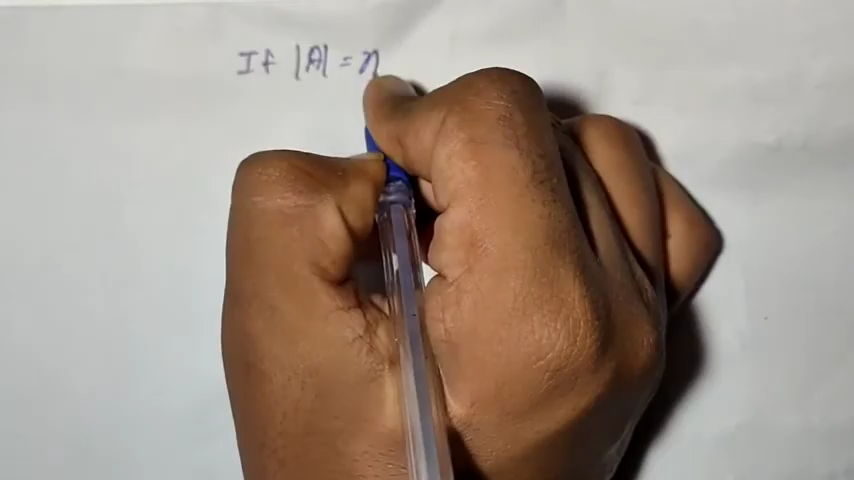 If |A| = n